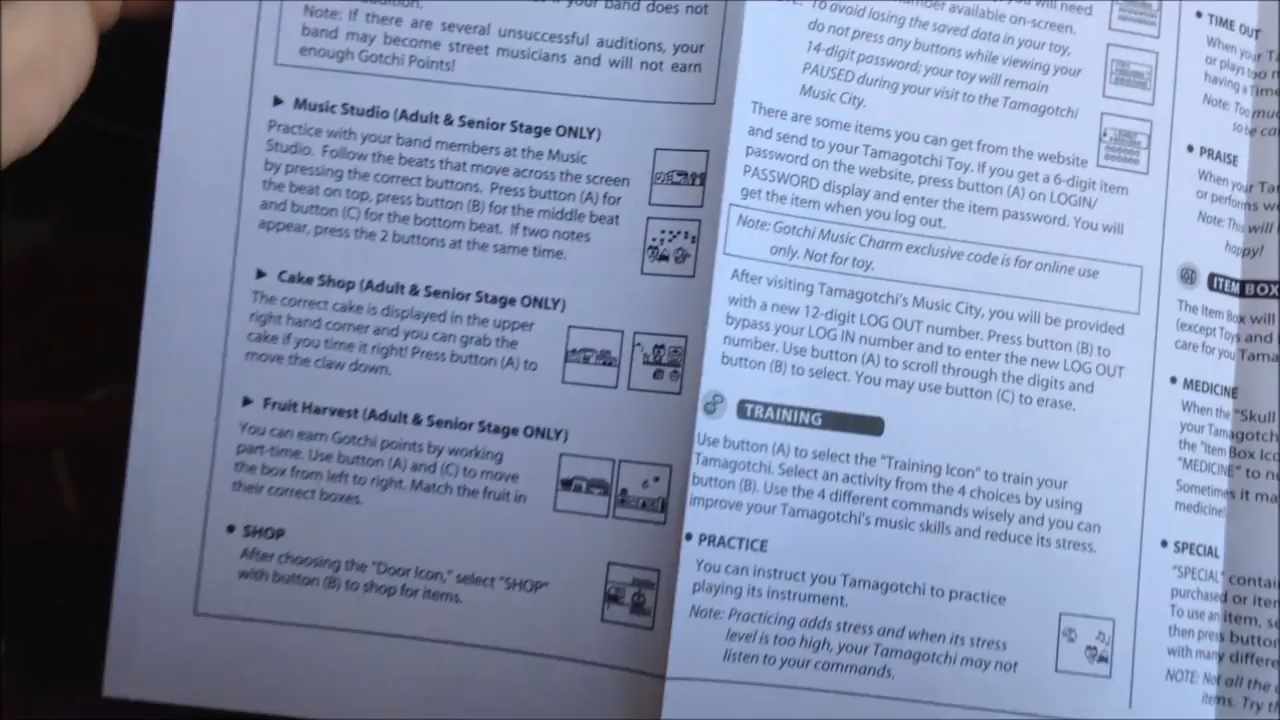 your band does not
Note: If there are several unsuccessful auditions, your
band may become street musicians and will not earn
enough Gotchi Points!
▶ Music Studio (Adult & Senior Stage ONLY)
Practice with your band members at the Music
Studio. Follow the beats that move across the screen
by pressing the correct buttons. Press button (A) for
the beat on top, press button (B) for the middle beat
and button (C) for the bottom beat. If two notes
appear, press the 2 buttons at the same time.
▶ Cake Shop (Adult & Senior Stage ONLY)
The correct cake is displayed in the upper
right hand corner and you can grab the
cake if you time it right! Press button (A) to
move the claw down.
▶ Fruit Harvest (Adult & Senior Stage ONLY)
You can earn Gotchi points by working
part-time. Use button (A) and (C) to move
the box from left to right. Match the fruit in
their correct boxes.
• SHOP
After choosing the "Door Icon," select "SHOP"
with button (B) to shop for items.
will need
available on-screen.
To avoid losing the saved data in your toy,
do not press any buttons while viewing your
14-digit password; your toy will remain
PAUSED during your visit to the Tamagotchi
Music City.
There are some items you can get from the website
and send to your Tamagotchi Toy. If you get a 6-digit item
password on the website, press button (A) on LOGIN/
PASSWORD display and enter the item password. You will
get the item when you log out.
Note: Gotchi Music Charm exclusive code is for online use
only. Not for toy.
After visiting Tamagotchi's Music City, you will be provided
with a new 12-digit LOG OUT number. Press button (B) to
bypass your LOG IN number and to enter the new LOG OUT
number. Use button (A) to scroll through the digits and
button (B) to select. You may use button (C) to erase.
TRAINING
Use button (A) to select the "Training Icon" to train your
Tamagotchi. Select an activity from the 4 choices by using
button (B). Use the 4 different commands wisely and you can
improve your Tamagotchi's music skills and reduce its stress.
• PRACTICE
You can instruct you Tamagotchi to practice
playing its instrument.
Note: Practicing adds stress and when its stress
level is too high, your Tamagotchi may not
listen to your commands.
• TIME OUT
When your
or plays too
having a
Note: Too
so be
• PRAISE
When your
or performs
Note: This will
happy!
ITEM BOX
The Item Box will
(except Toys and
care for you
• MEDICINE
When the "Skull
your
the "Item Box
"MEDICINE" to
Sometimes it
medicine!
• SPECIAL
"SPECIAL"
purchased or
To use an item,
then press
with many
NOTE: Not all the
items. Try